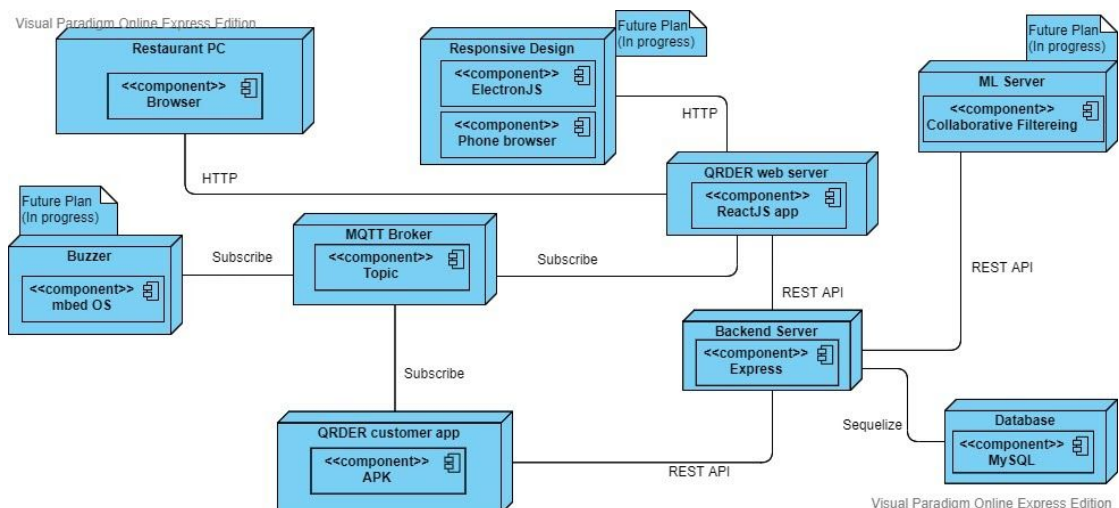 Visual Paradigm Online Express Edition
Restaurant PC
<<component>>
Browser
Future Plan
(In progress)
Responsive Design
<<component>>
ElectronJS
<<component>>
Phone browser
Future Plan
(In progress)
ML Server
<<component>>
Collaborative Filtereing
HTTP
HTTP
QRDER web server
<<component>>
ReactJS app
Future Plan
(In progress)
Buzzer
<<component>>
mbed OS
Subscribe
MQTT Broker
<<component>>
Topic
Subscribe
REST API
REST API
Backend Server
<<component>>
Express
Subscribe
QRDER customer app
<<component>>
APK
REST API
Sequelize
Database
<<component>>
MySQL
Visual Paradigm Online Express Edition